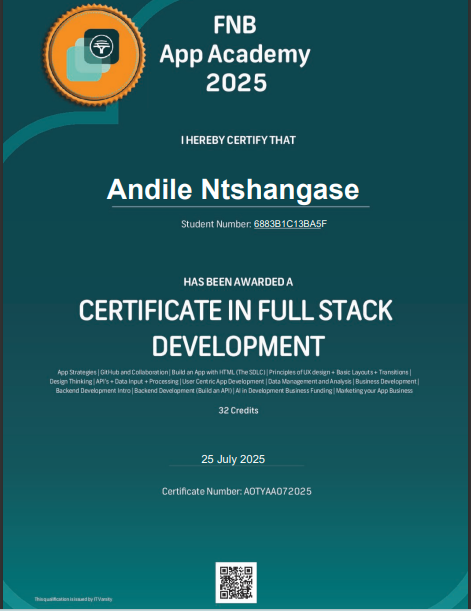 FNB
App Academy
2025
I HEREBY CERTIFY THAT
Andile Ntshangase
Student Number: 6883B1C13BA5F
HAS BEEN AWARDED A
CERTIFICATE IN FULL STACK
DEVELOPMENT
App Strategies | GitHub and Collaboration | Build an App with HTML (The SDLC) | Principles of UX design + Basic Layouts + Transitions |
Design Thinking | API's + Data Input + Processing | User Centric App Development | Data Management and Analysis | Business Development |
Backend Development Intro | Backend Development (Build an API) | AI in Development Business Funding | Marketing your App Business
32 Credits
25 July 2025
Certificate Number: AOTYAA072025
This qualification is issued by IT Varsity